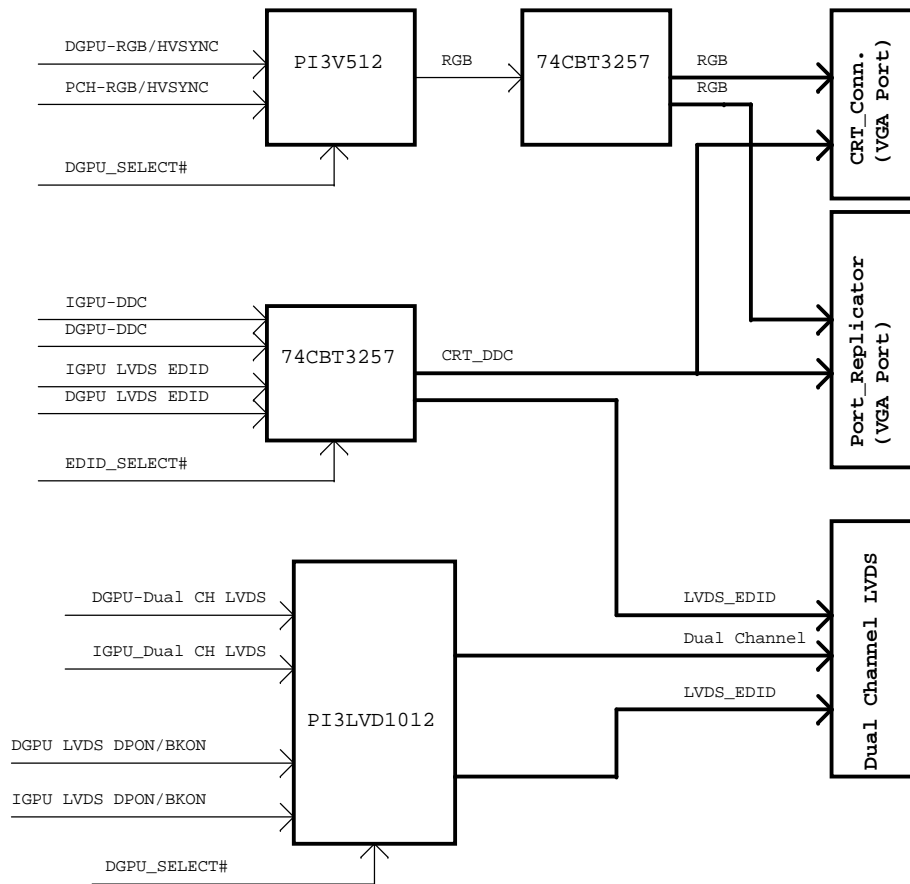 DGPU-RGB/HVSYNC
PCH-RGB/HVSYNC
DGPU_SELECT#
PI3V512
RGB
74CBT3257
RGB
RGB
CRT_Conn.
(VGA Port)
IGPU-DDC
DGPU-DDC
IGPU LVDS EDID
DGPU LVDS EDID
EDID_SELECT#
74CBT3257
CRT_DDC
Port_Replicator
(VGA Port)
DGPU-Dual CH LVDS
IGPU_Dual CH LVDS
DGPU LVDS DPON/BKON
IGPU LVDS DPON/BKON
DGPU_SELECT#
PI3LVD1012
LVDS_EDID
Dual Channel
LVDS_EDID
Dual Channel LVDS